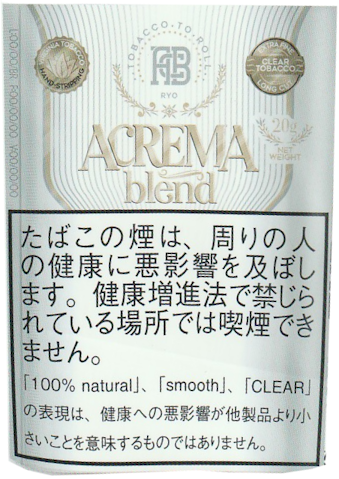 TOBACCO·TO·ROLL
RYO
HAND-STRIPPING
EXTRA FINE
CLEAR
TOBACCO
LONG CUT
ACREMA
blend
20g
NET
WEIGHT
たばこの煙は、周りの人
の健康に悪影響を及ぼし
ます。健康増進法で禁じら
れている場所では喫煙でき
ません。
「100% natural」、「smooth」、「CLEAR」
の表現は、健康への悪影響が他製品より小
さいことを意味するものではありません。